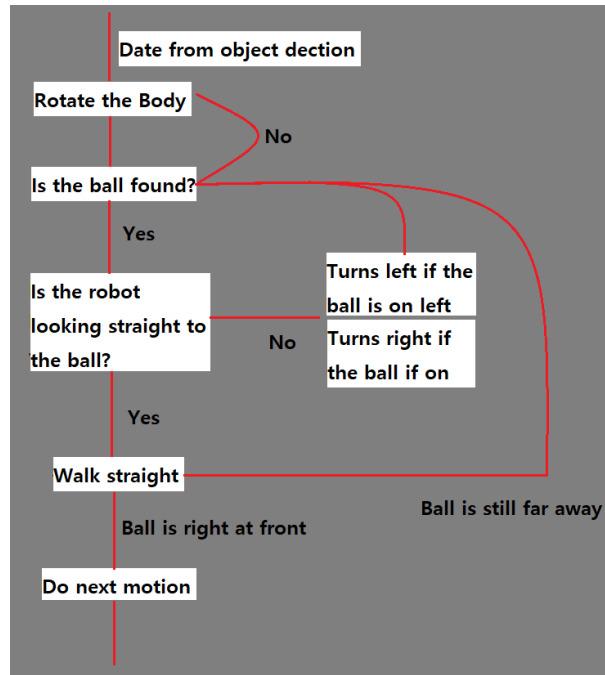 Date from object dection
Rotate the Body
No
Is the ball found?
Yes
Is the robot
looking straight to
the ball?
No
Turns left if the
ball is on left
Turns right if
the ball if on
Yes
Walk straight
Ball is still far away
Ball is right at front
Do next motion